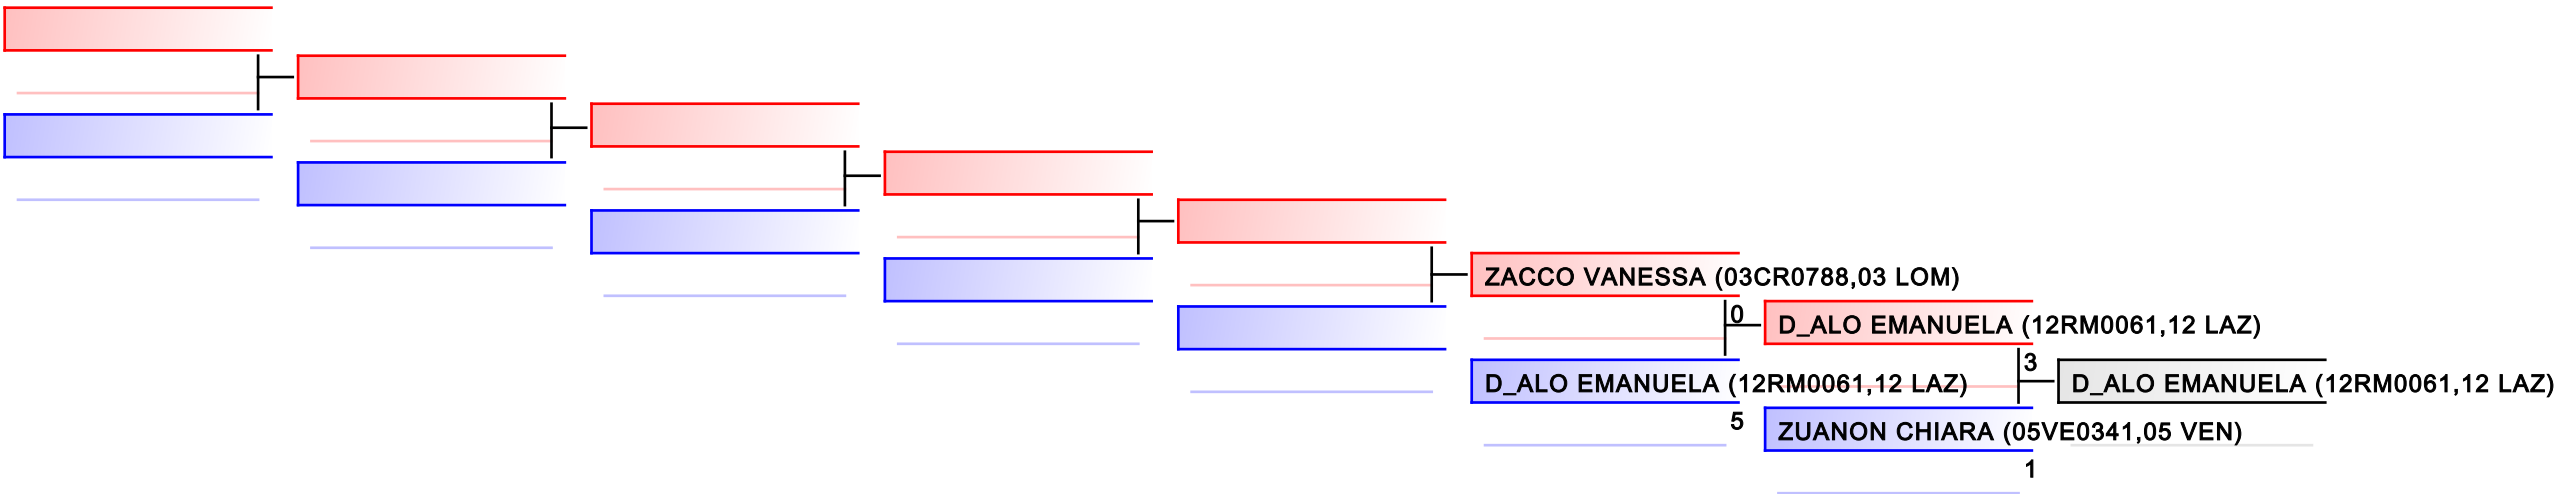 ZACCO VANESSA (03CR0788,03 LOM)
0
D_ALO EMANUELA (12RM0061,12 LAZ)
5
D_ALO EMANUELA (12RM0061,12 LAZ)
3
ZUANON CHIARA (05VE0341,05 VEN)
1
D_ALO EMANUELA (12RM0061,12 LAZ)